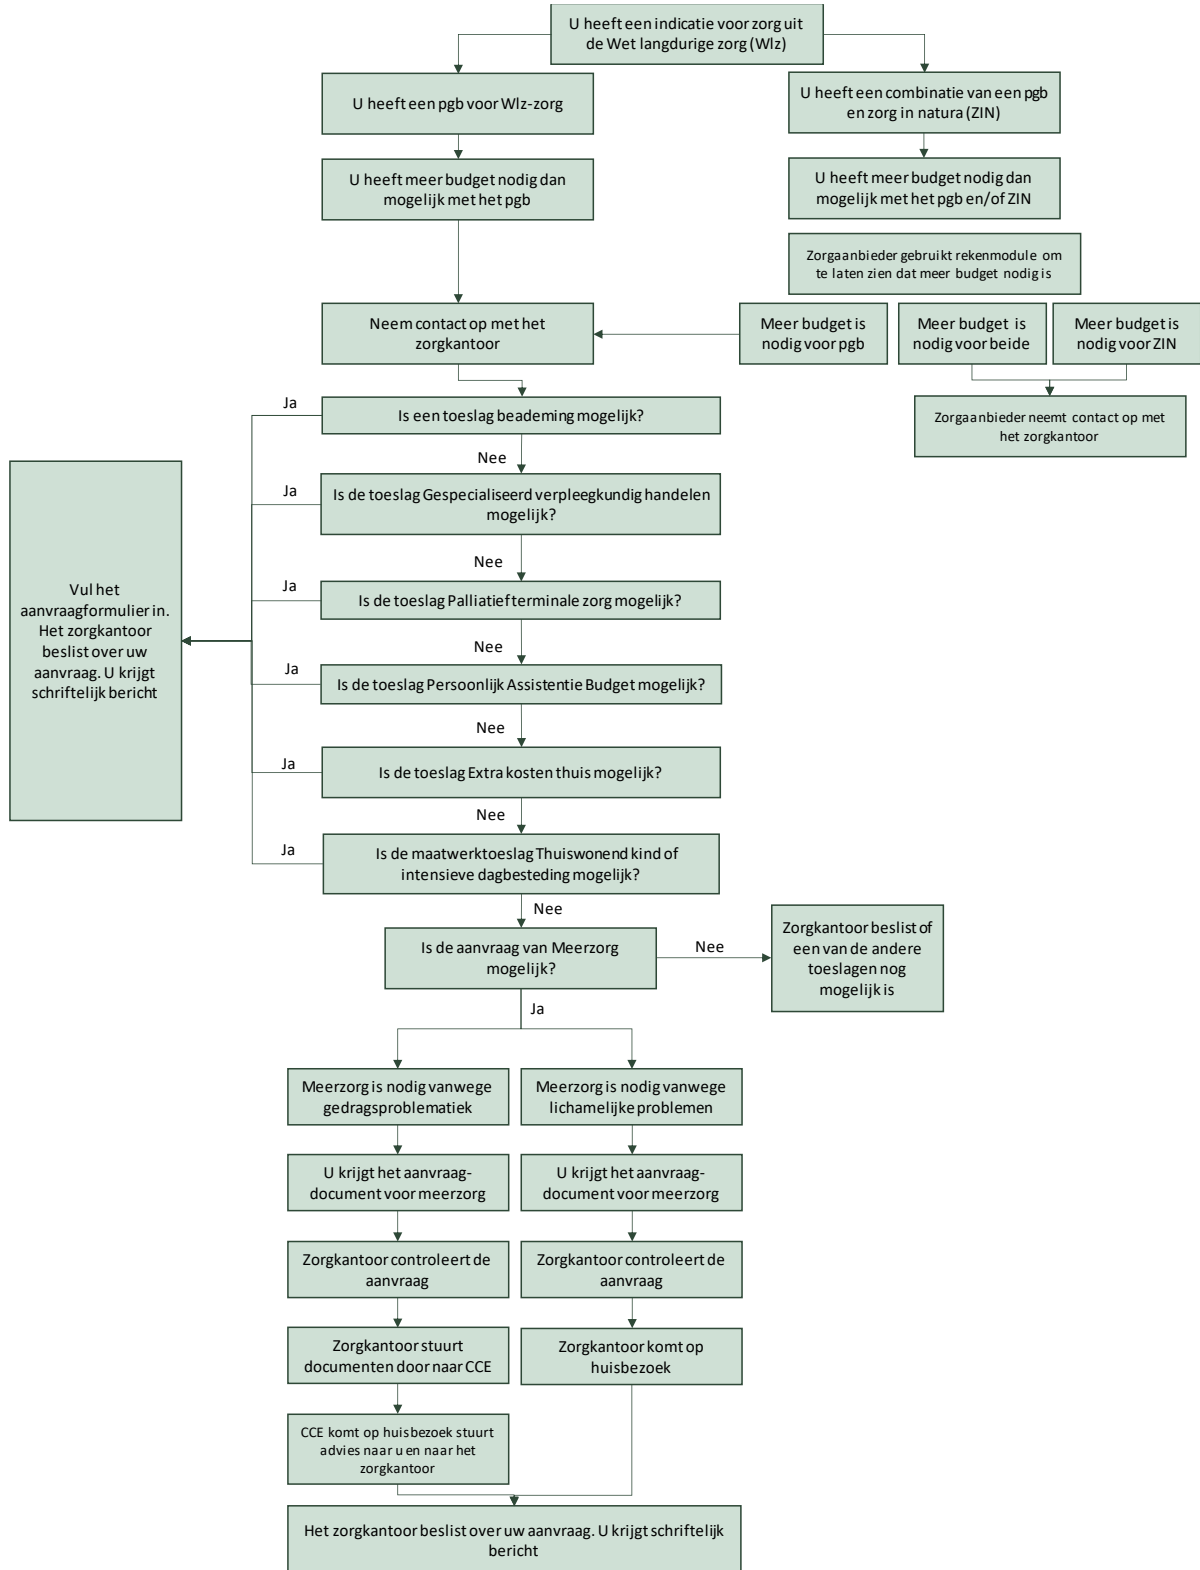 U heeft een indicatie voor zorg uit
de Wet langdurige zorg (Wlz)
U heeft een pgb voor Wlz-zorg
U heeft een combinatie van een pgb
en zorg in natura (ZIN)
U heeft meer budget nodig dan
mogelijk met het pgb
U heeft meer budget nodig dan
mogelijk met het pgb en/of ZIN
Zorgaanbieder gebruikt rekenmodule om
te laten zien dat meer budget nodig is
Neem contact op met het
zorgkantoor
Meer budget is
nodig voor pgb
Meer budget is
nodig voor beide
Meer budget is
nodig voor ZIN
Zorgaanbieder neemt contact op met
het zorgkantoor
Ja
Is een toeslag beademing mogelijk?
Nee
Ja
Is de toeslag Gespecialiseerd verpleegkundig handelen
mogelijk?
Nee
Ja
Is de toeslag Palliatief terminale zorg mogelijk?
Nee
Ja
Is de toeslag Persoonlijk Assistentie Budget mogelijk?
Nee
Ja
Is de toeslag Extra kosten thuis mogelijk?
Nee
Ja
Is de maatwerktoeslag Thuiswonend kind of
intensieve dagbesteding mogelijk?
Nee
Vul het
aanvraagformulier in.
Het zorgkantoor
beslist over uw
aanvraag. U krijgt
schriftelijk bericht
Is de aanvraag van Meerzorg
mogelijk?
Nee
Zorgkantoor beslist of
een van de andere
toeslagen nog
mogelijk is
Ja
Meerzorg is nodig vanwege
gedragsproblematiek
Meerzorg is nodig vanwege
lichamelijke problemen
U krijgt het aanvraag-
document voor meerzorg
U krijgt het aanvraag-
document voor meerzorg
Zorgkantoor controleert de
aanvraag
Zorgkantoor controleert de
aanvraag
Zorgkantoor stuurt
documenten door naar CCE
Zorgkantoor komt op
huisbezoek
CCE komt op huisbezoek stuurt
advies naar u en naar het
zorgkantoor
Het zorgkantoor beslist over uw aanvraag. U krijgt schriftelijk
bericht